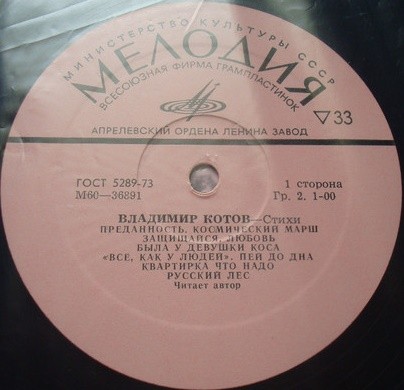 МИНИСТЕРСТВО КУЛЬТУРЫ СССР
МЕЛОДИЯ
ВСЕСОЮЗНАЯ ФИРМА ГРАМПЛАСТИНОК
▽33
АПРЕЛЕВСКИЙ ОРДЕНА ЛЕНИНА ЗАВОД
ГОСТ 5289-73
М60—36891
1 сторона
Гр. 2. 1-00
ВЛАДИМИР КОТОВ—Стихи
ПРЕДАННОСТЬ. КОСМИЧЕСКИЙ МАРШ
ЗАЩИЩАЙСЯ, ЛЮБОВЬ
БЫЛА У ДЕВУШКИ КОСА
«ВСЕ, КАК У ЛЮДЕЙ». ПЕЙ ДО ДНА
КВАРТИРКА ЧТО НАДО
РУССКИЙ ЛЕС
Читает автор